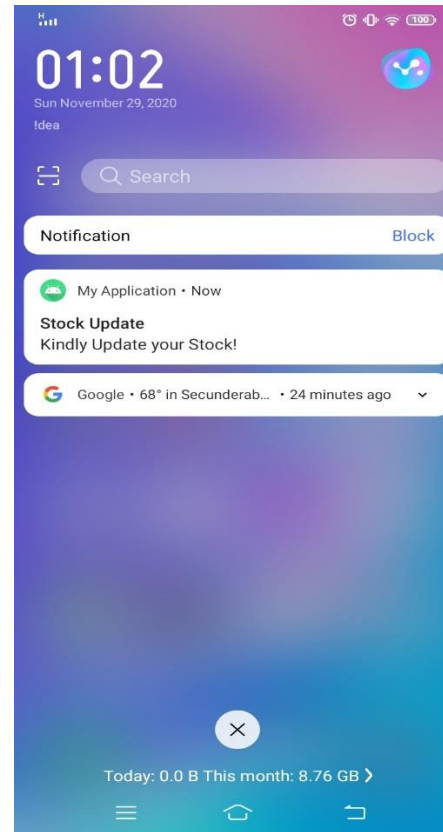 H
100
01:02
Sun November 29, 2020
!dea
Search
Notification
Block
My Application • Now
Stock Update
Kindly Update your Stock!
G Google • 68° in Secunderab... • 24 minutes ago
Today: 0.0 B This month: 8.76 GB